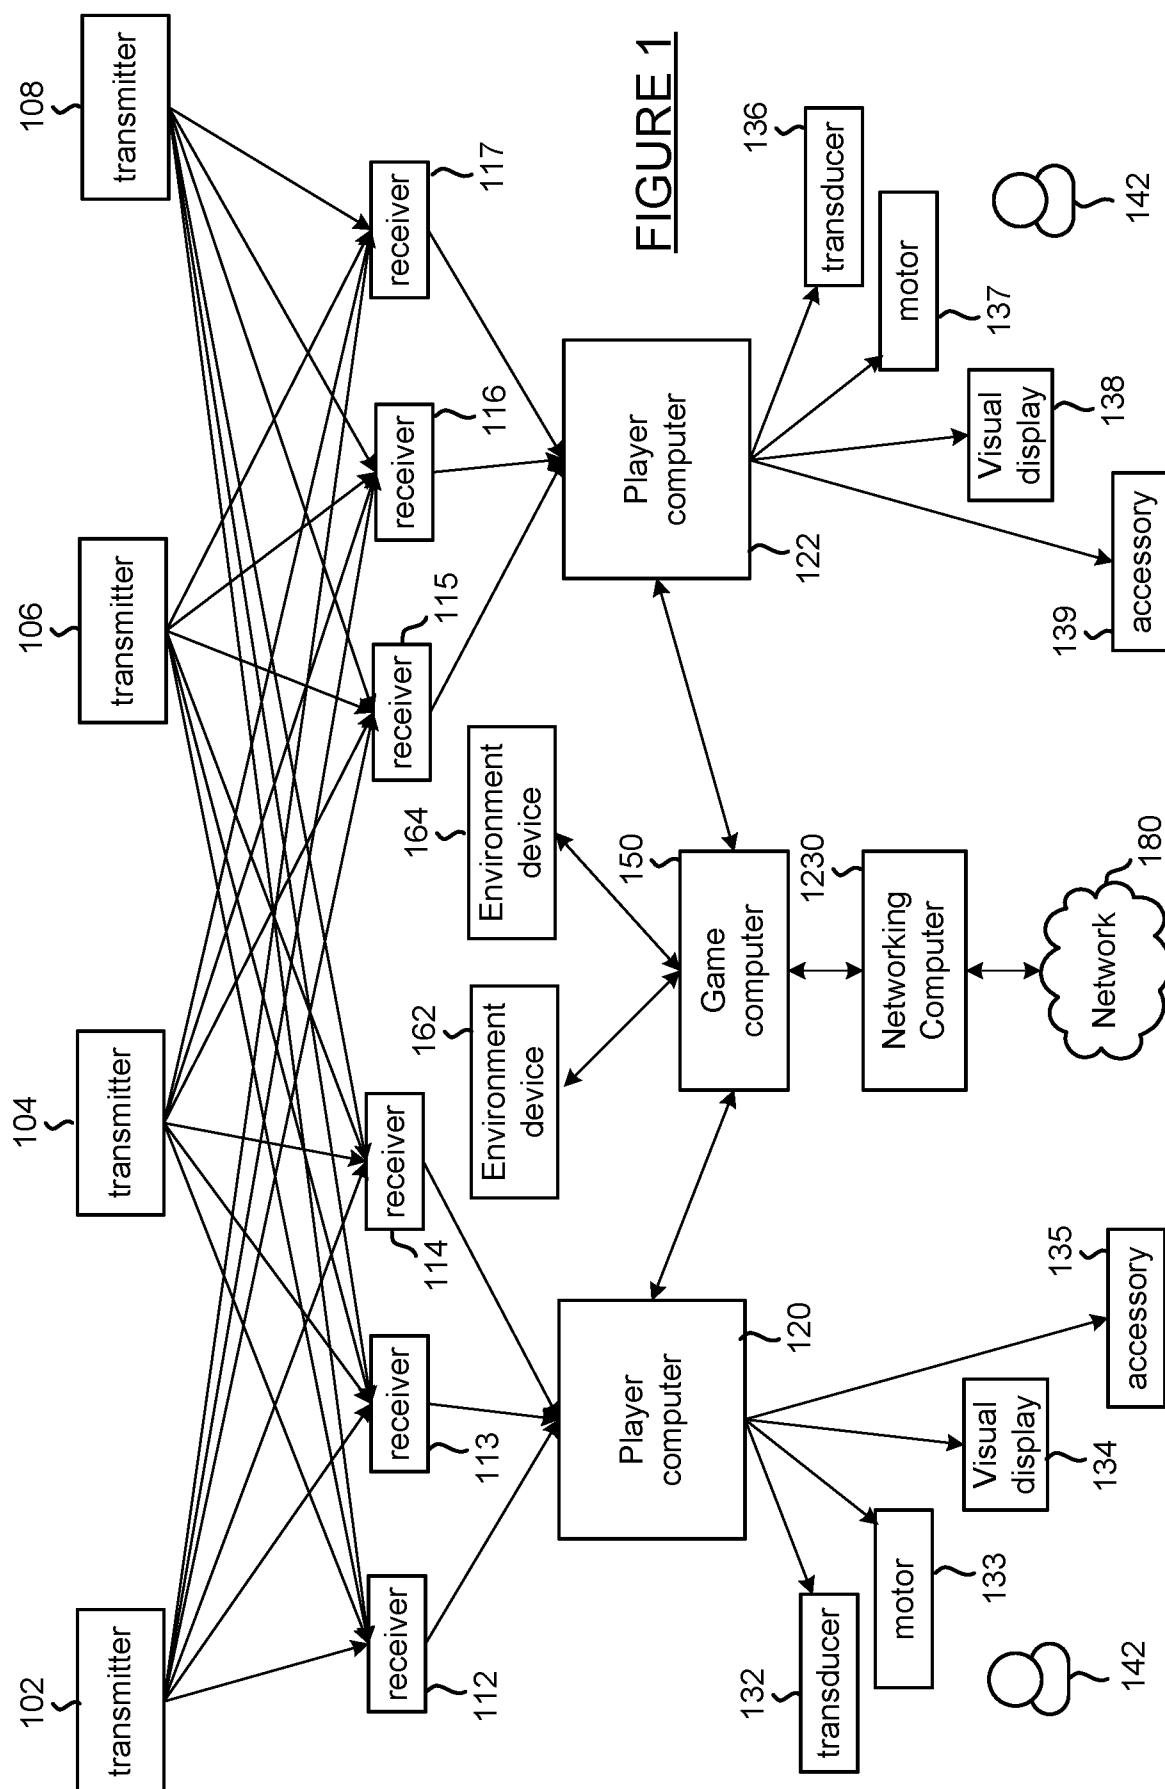 102
transmitter
104
transmitter
106
transmitter
108
transmitter
receiver
112
receiver
113
receiver
114
receiver
115
receiver
116
receiver
117
162
Environment
device
164
Environment
device
Player
computer
120
150
Game
computer
Player
computer
122
FIGURE 1
1230
Networking
Computer
132
transducer
motor
133
Visual
display
134
135
accessory
142
180
Network
136
transducer
motor
137
Visual
display
138
139
accessory
142